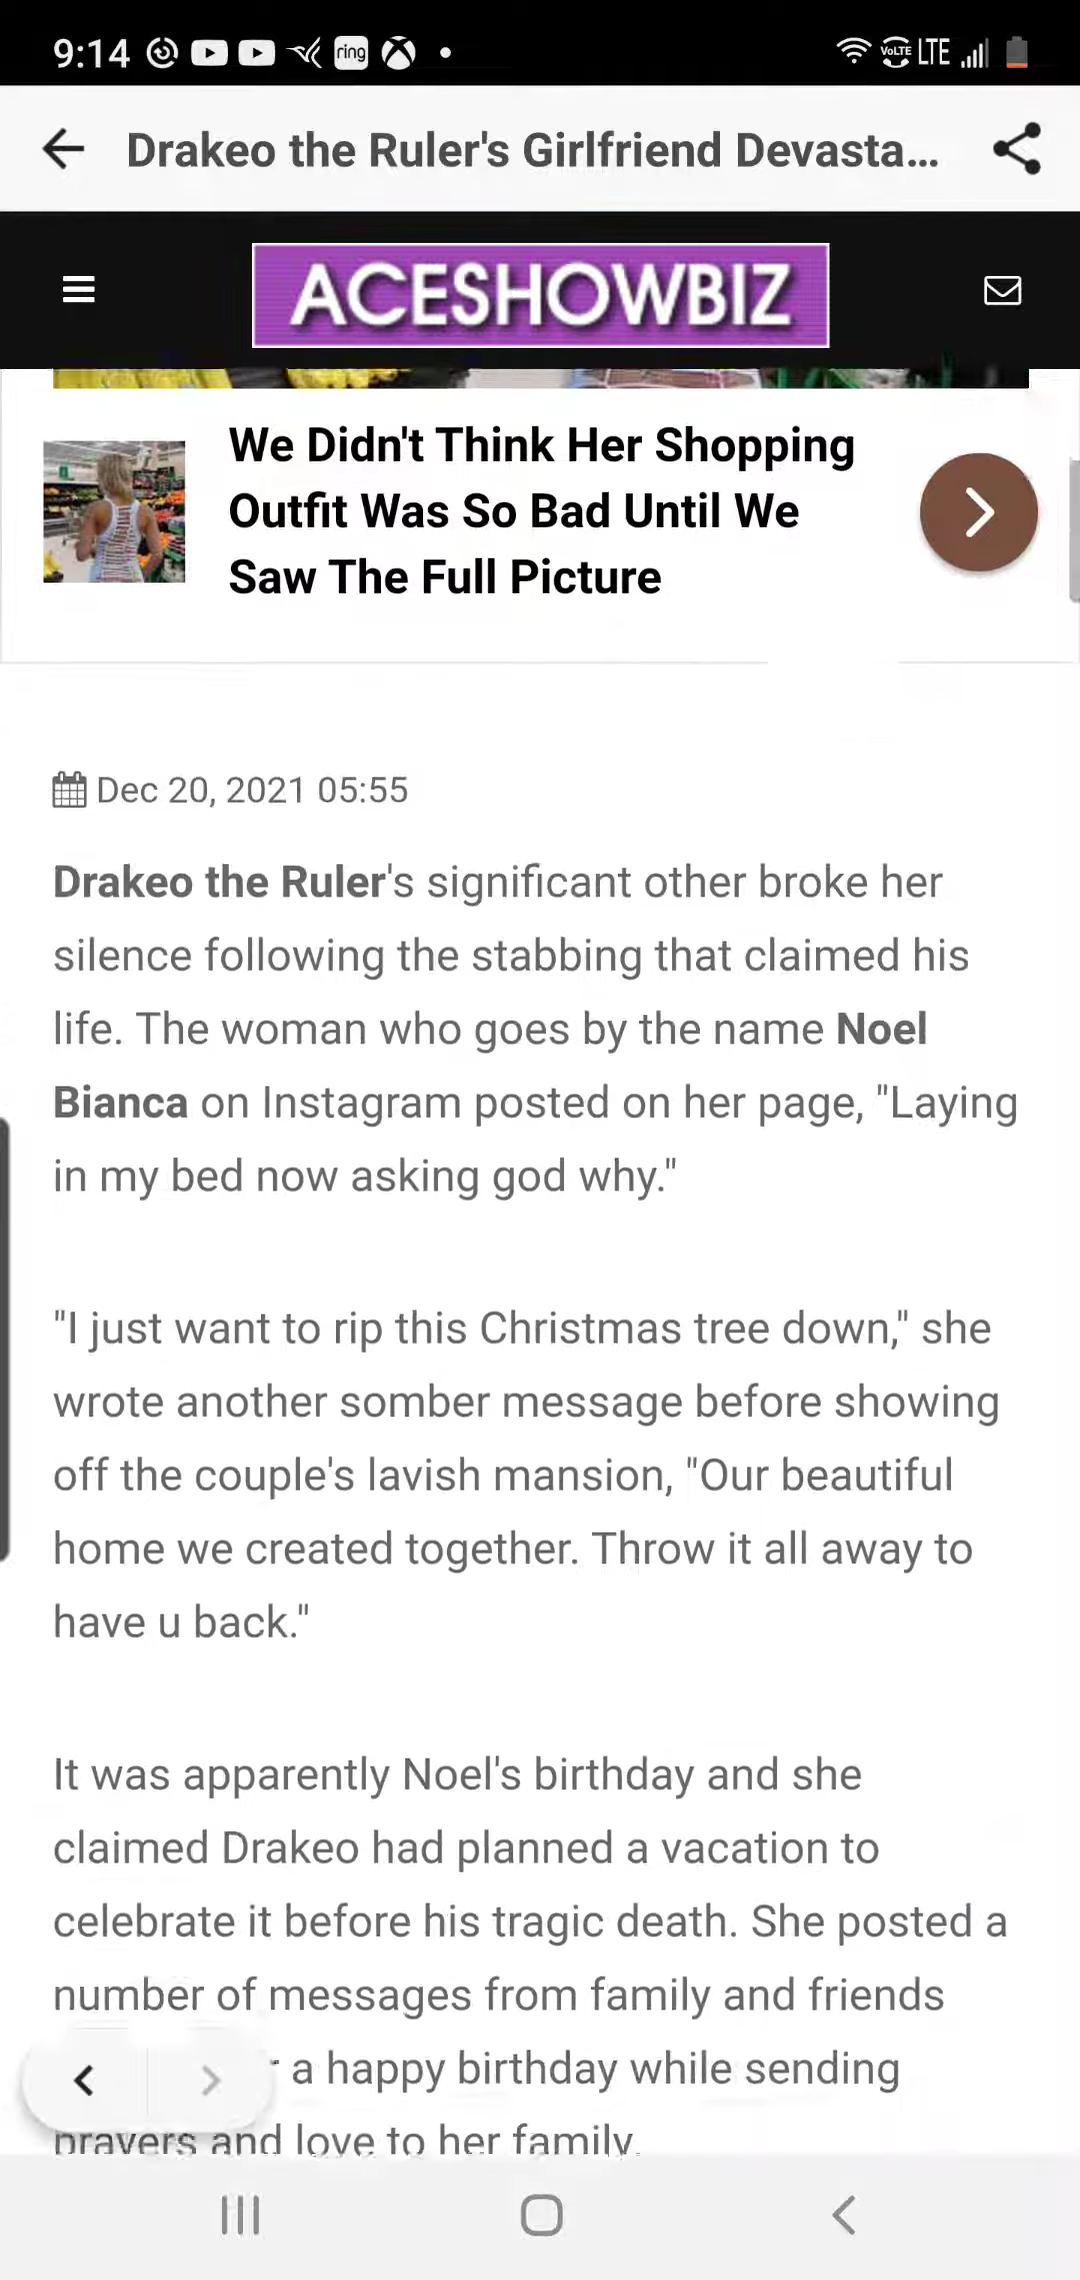 9:14 ring VoLTE LTE
Drakeo the Ruler's Girlfriend Devasta...
ACESHOWBIZ
We Didn't Think Her Shopping
Outfit Was So Bad Until We
Saw The Full Picture
Dec 20, 2021 05:55
Drakeo the Ruler's significant other broke her
silence following the stabbing that claimed his
life. The woman who goes by the name Noel
Bianca on Instagram posted on her page, "Laying
in my bed now asking god why."
"I just want to rip this Christmas tree down," she
wrote another somber message before showing
off the couple's lavish mansion, "Our beautiful
home we created together. Throw it all away to
have u back."
It was apparently Noel's birthday and she
claimed Drakeo had planned a vacation to
celebrate it before his tragic death. She posted a
number of messages from family and friends
a happy birthday while sending
prayers and love to her family.